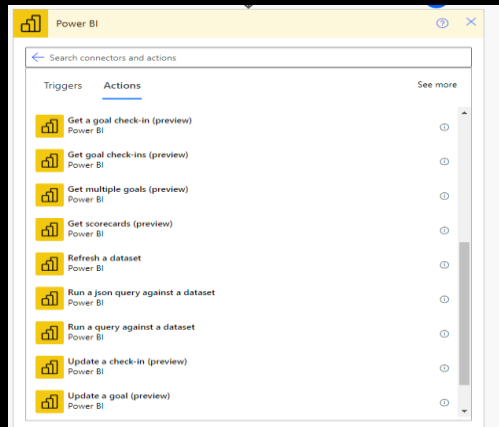 Power BI
Search connectors and actions
Triggers Actions See more
Get a goal check-in (preview)
Power BI
Get goal check-ins (preview)
Power BI
Get multiple goals (preview)
Power BI
Get scorecards (preview)
Power BI
Refresh a dataset
Power BI
Run a json query against a dataset
Power BI
Run a query against a dataset
Power BI
Update a check-in (preview)
Power BI
Update a goal (preview)
Power BI